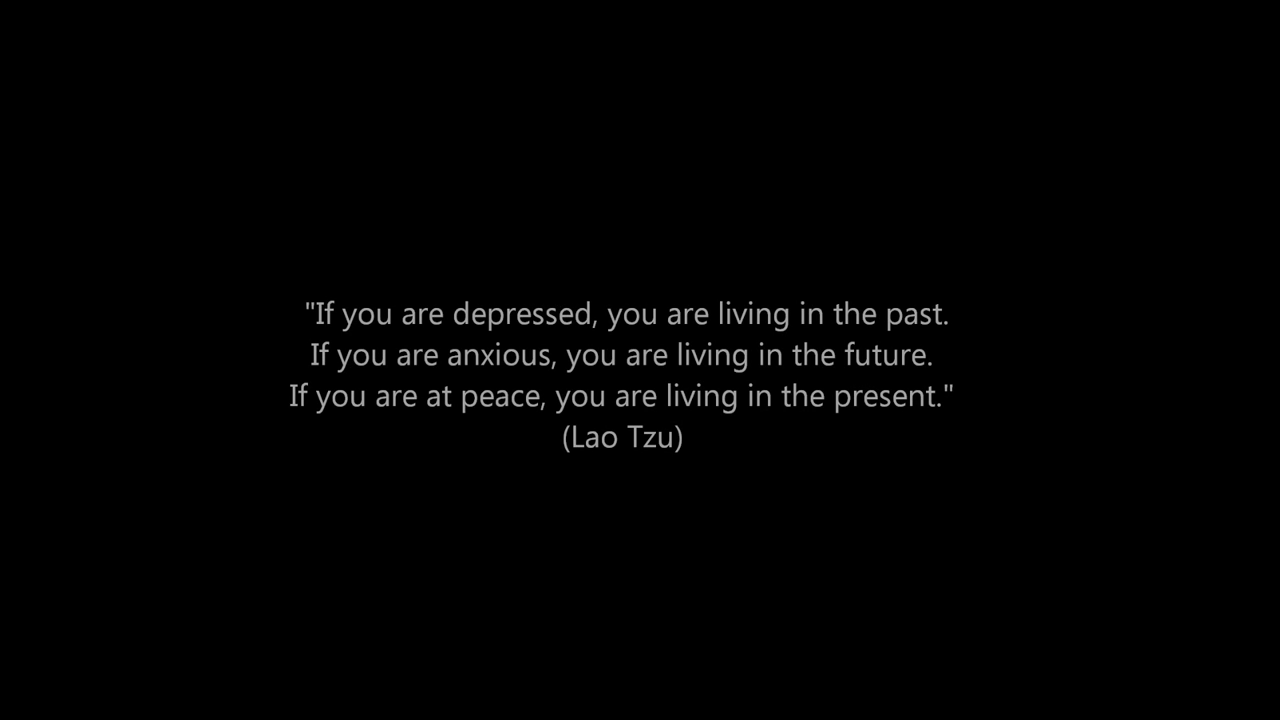 "If you are depressed, you are living in the past.
If you are anxious, you are living in the future.
If you are at peace, you are living in the present."
(Lao Tzu)